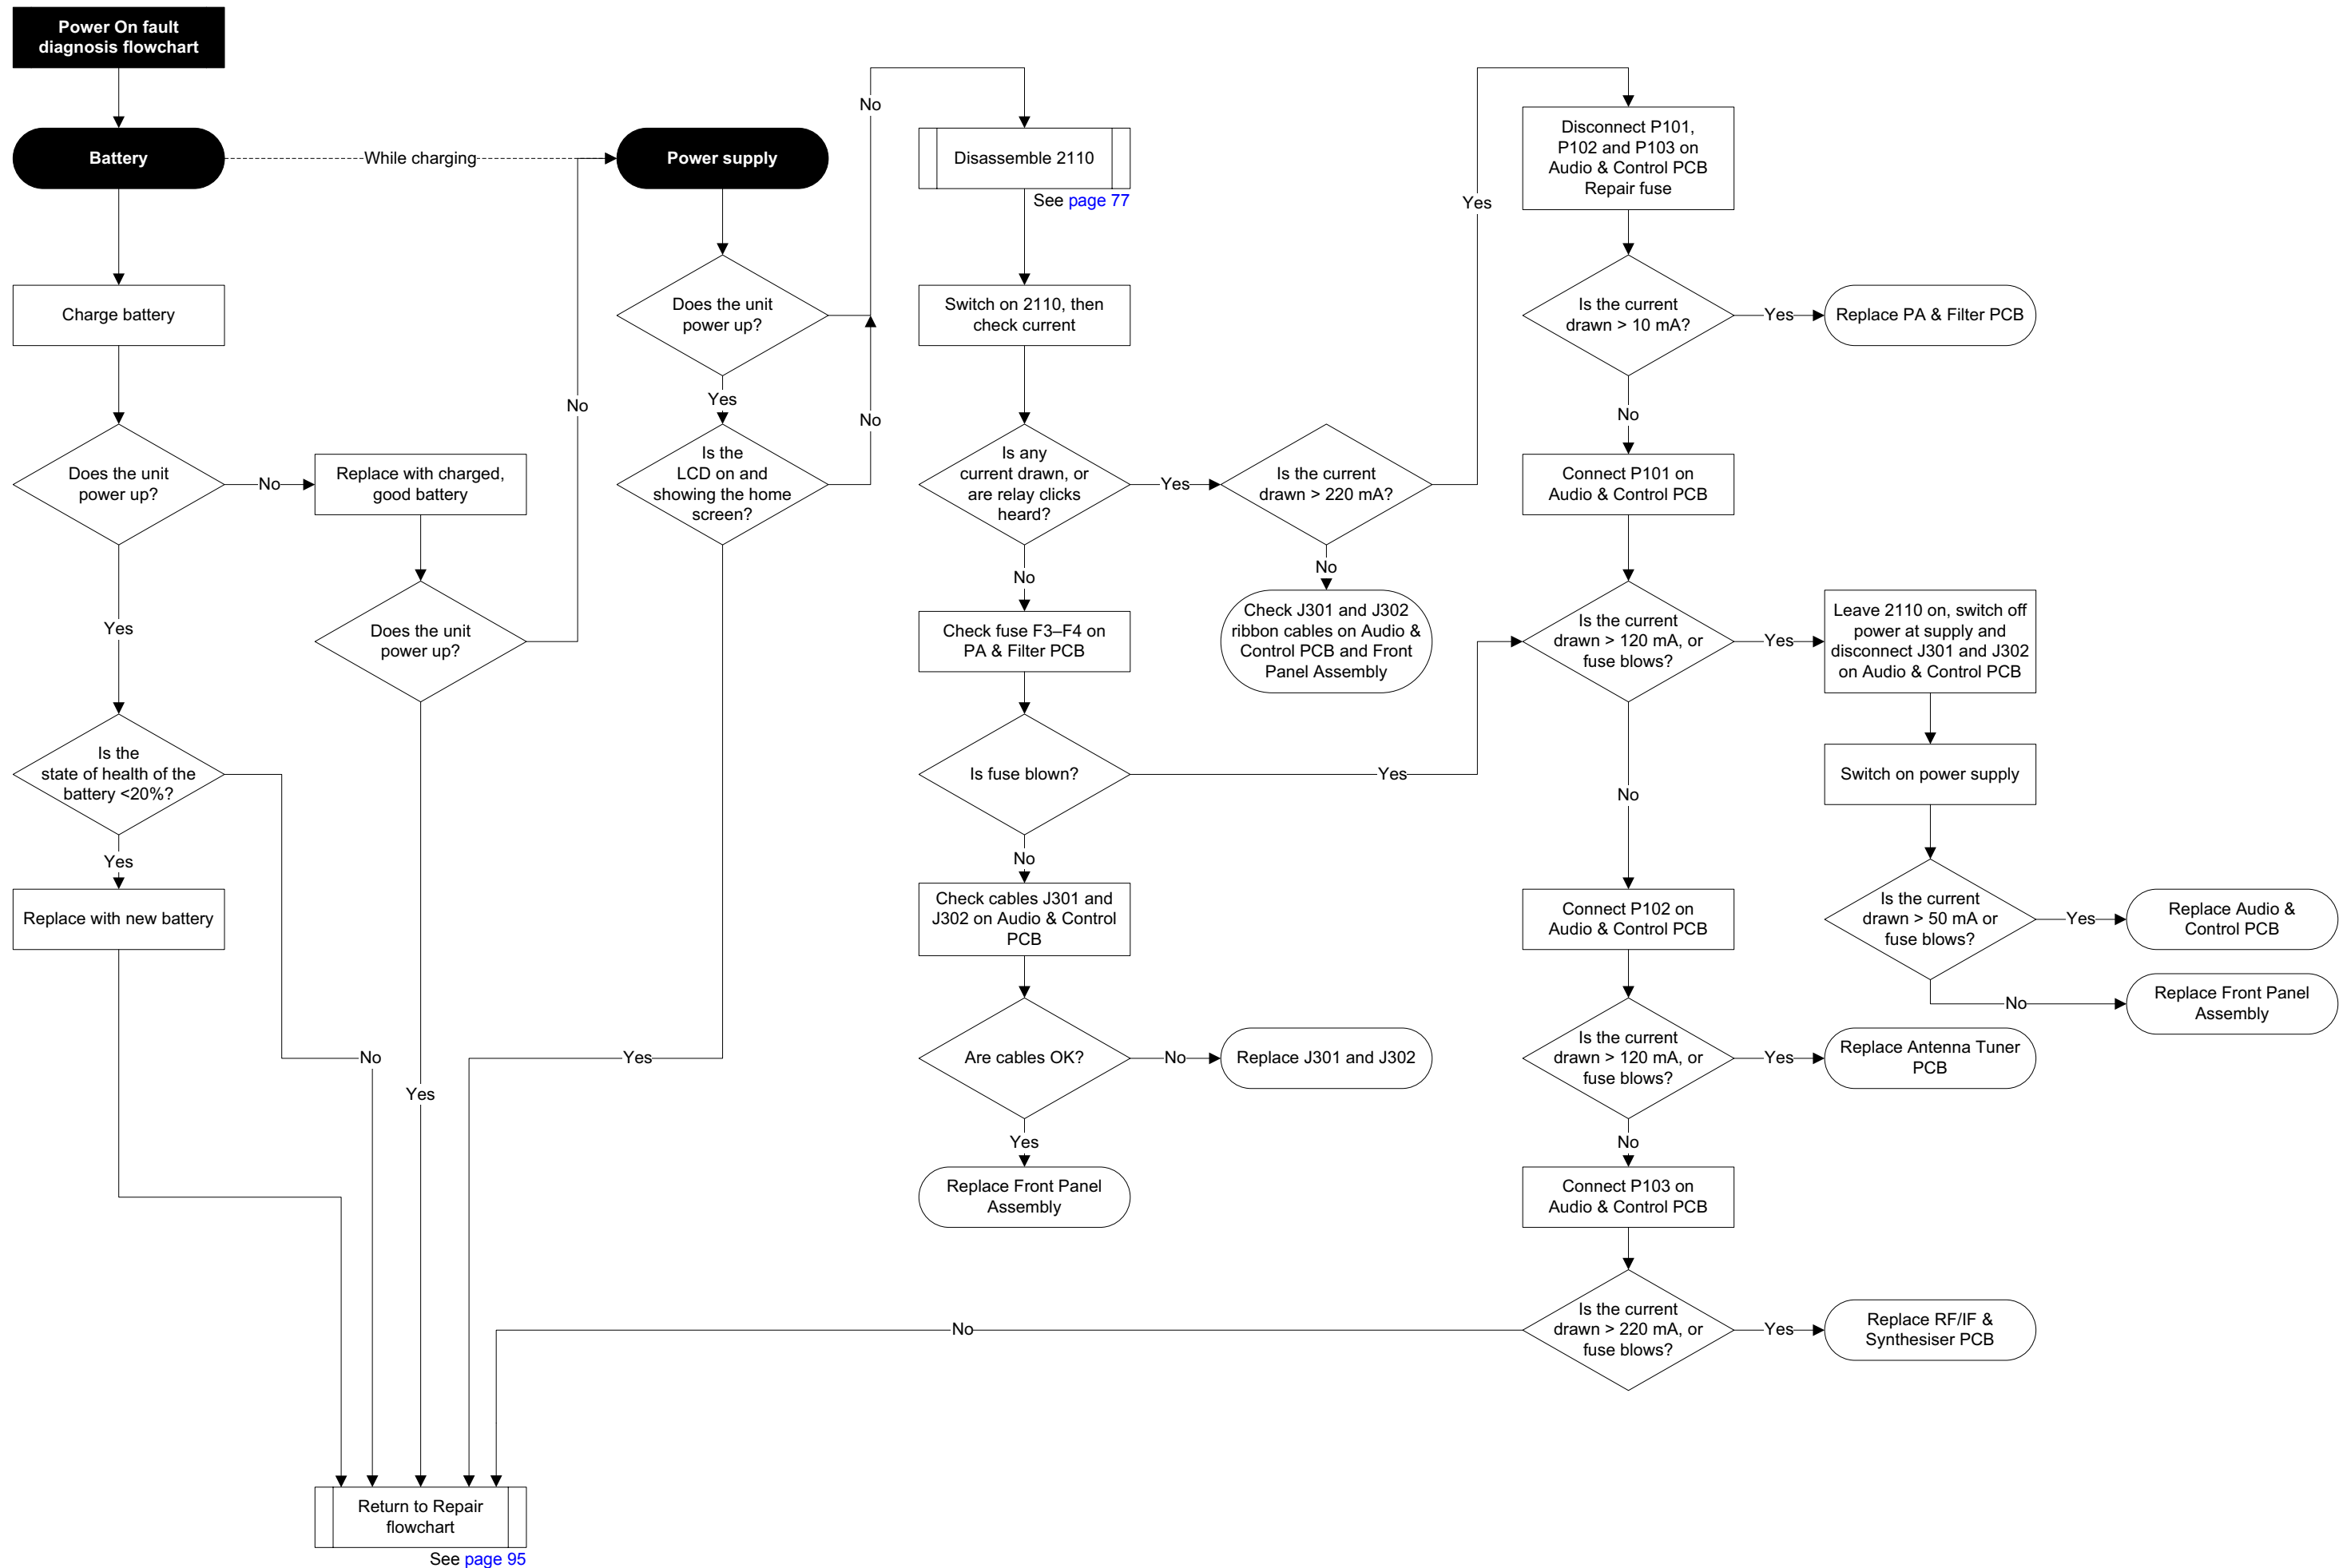 Power On fault
diagnosis flowchart
Battery
While charging
Charge battery
Does the unit
power up?
No
Replace with charged,
good battery
Does the unit
power up?
No
Yes
Yes
Is the
state of health of the
battery <20%?
No
Yes
Replace with new battery
Power supply
Does the unit
power up?
No
Yes
Is the
LCD on and
showing the home
screen?
No
Yes
Return to Repair
flowchart
See page 95
Disassemble 2110
See page 77
Switch on 2110, then
check current
Is any
current drawn, or
are relay clicks
heard?
Yes
Is the current
drawn > 220 mA?
Yes
No
Check J301 and J302
ribbon cables on Audio &
Control PCB and Front
Panel Assembly
No
Check fuse F3–F4 on
PA & Filter PCB
Is fuse blown?
Yes
No
Check cables J301 and
J302 on Audio & Control
PCB
Are cables OK?
No
Replace J301 and J302
Yes
Replace Front Panel
Assembly
Disconnect P101,
P102 and P103 on
Audio & Control PCB
Repair fuse
Is the current
drawn > 10 mA?
Yes
Replace PA & Filter PCB
No
Connect P101 on
Audio & Control PCB
Is the current
drawn > 120 mA, or
fuse blows?
Yes
Leave 2110 on, switch off
power at supply and
disconnect J301 and J302
on Audio & Control PCB
Switch on power supply
Is the current
drawn > 50 mA or
fuse blows?
Yes
Replace Audio &
Control PCB
No
Replace Front Panel
Assembly
No
Connect P102 on
Audio & Control PCB
Is the current
drawn > 120 mA, or
fuse blows?
Yes
Replace Antenna Tuner
PCB
No
Connect P103 on
Audio & Control PCB
Is the current
drawn > 220 mA, or
fuse blows?
Yes
Replace RF/IF &
Synthesiser PCB
No